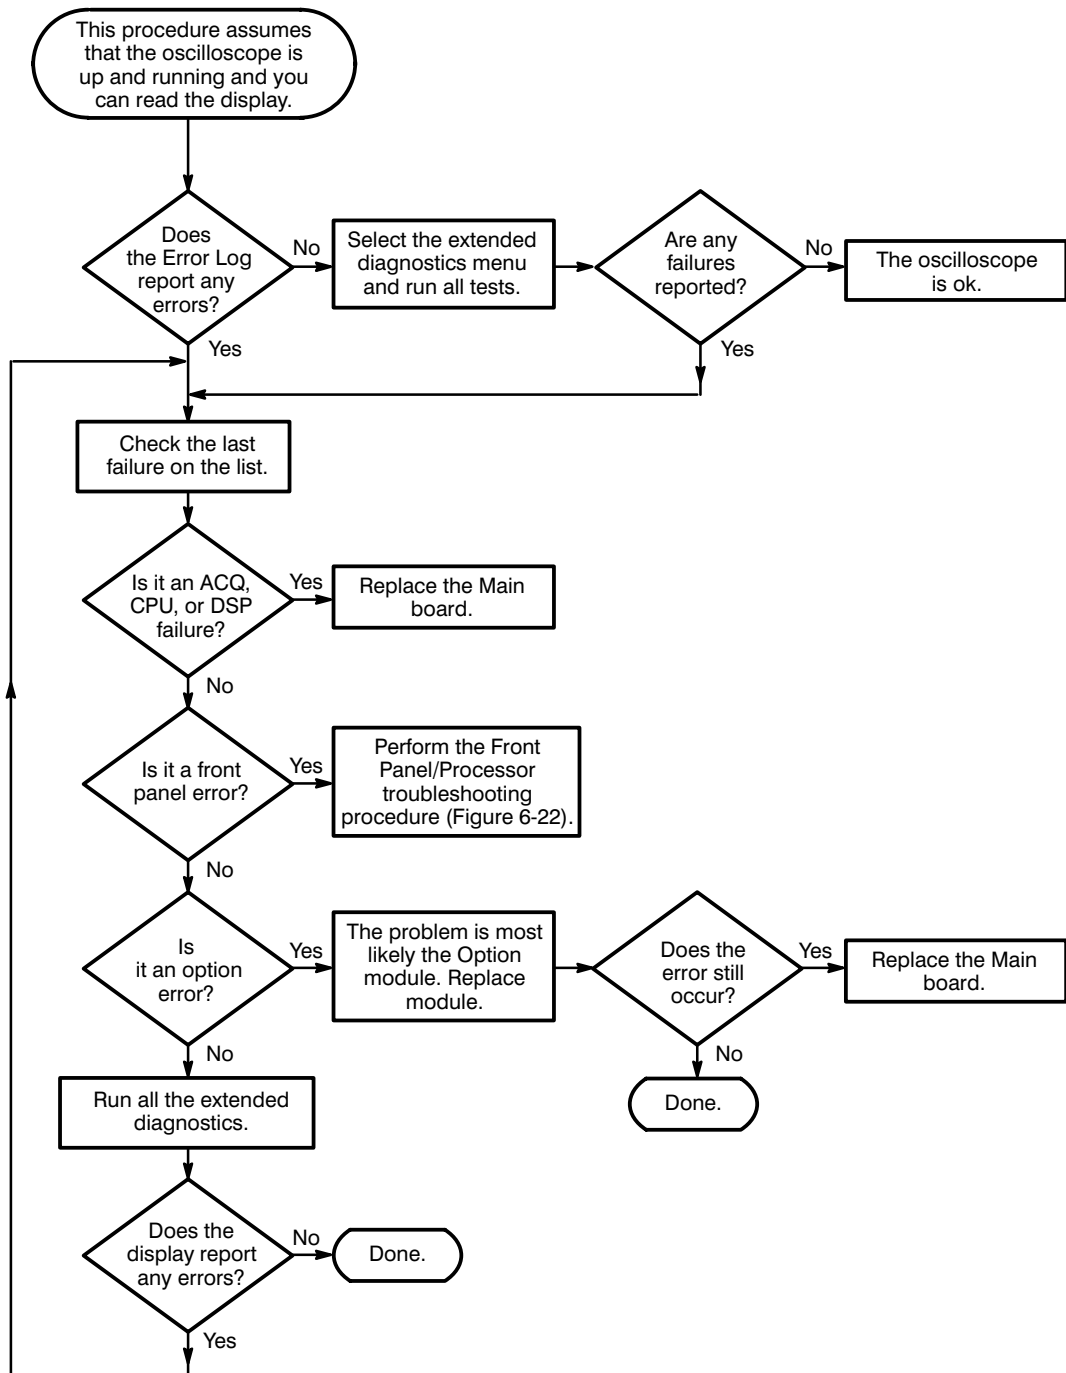 This procedure assumes
that the oscilloscope is
up and running and you
can read the display.
Does
the Error Log
report any
errors?
No
Select the extended
diagnostics menu
and run all tests.
Are any
failures
reported?
No
The oscilloscope
is ok.
Yes
Yes
Check the last
failure on the list.
Is it an ACQ,
CPU, or DSP
failure?
Yes
Replace the Main
board.
No
Is it a front
panel error?
Yes
Perform the Front
Panel/Processor
troubleshooting
procedure (Figure 6-22).
No
Is
it an option
error?
Yes
The problem is most
likely the Option
module. Replace
module.
Does the
error still
occur?
Yes
Replace the Main
board.
No
No
Done.
Run all the extended
diagnostics.
Does the
display report
any errors?
No
Done.
Yes